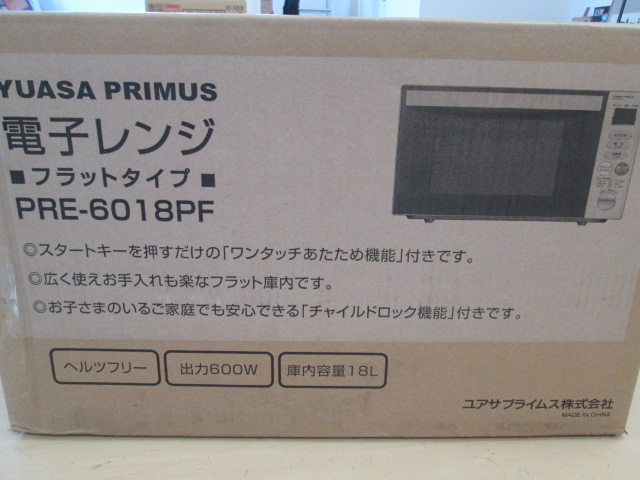 D-103
YUASA PRIMUS
電子レンジ
■フラットタイプ■
PRE-6018PF
◎スタートキーを押すだけの「ワンタッチあたため機能」付きです。
◎広く使えお手入れも楽なフラット庫内です。
◎お子さまのいるご家庭でも安心できる「チャイルドロック機能」付きです。
ヘルツフリー
出力600W
庫内容量18L
ユアサプライムス株式会社
MADE IN CHINA